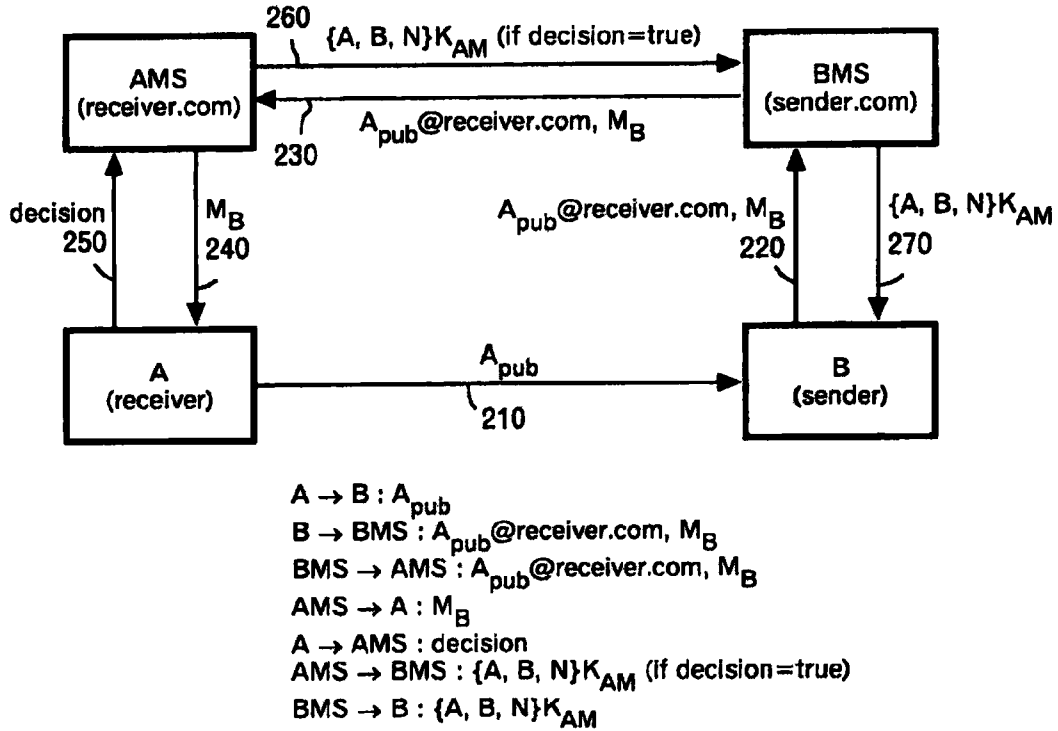 260
{A, B, N}K_AM (if decision=true)
AMS
(receiver.com)
BMS
(sender.com)
230
A_pub@receiver.com, M_B
decision
250
M_B
240
A_pub@receiver.com, M_B
220
{A, B, N}K_AM
270
A
(receiver)
A_pub
210
B
(sender)
A → B : A_pub
B → BMS : A_pub@receiver.com, M_B
BMS → AMS : A_pub@receiver.com, M_B
AMS → A : M_B
A → AMS : decision
AMS → BMS : {A, B, N}K_AM (if decision=true)
BMS → B : {A, B, N}K_AM